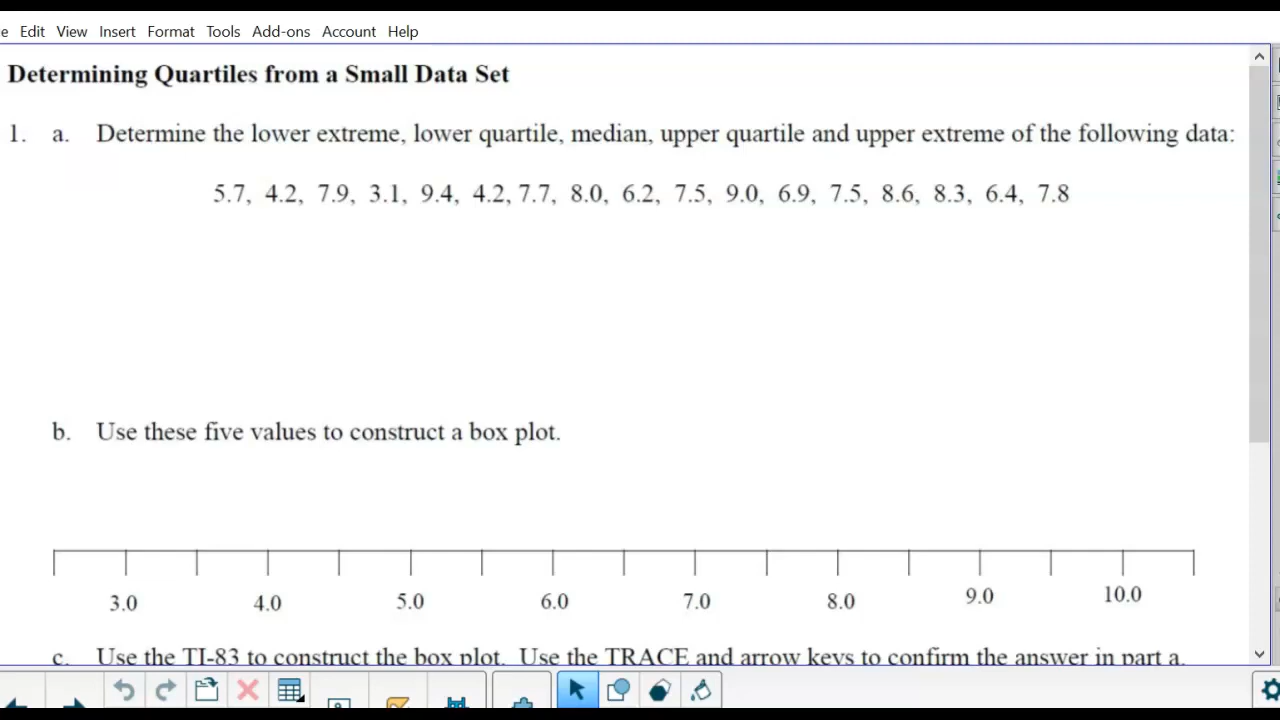 e Edit View Insert Format Tools Add-ons Account Help
Determining Quartiles from a Small Data Set
1. a. Determine the lower extreme, lower quartile, median, upper quartile and upper extreme of the following data:
5.7, 4.2, 7.9, 3.1, 9.4, 4.2, 7.7, 8.0, 6.2, 7.5, 9.0, 6.9, 7.5, 8.6, 8.3, 6.4, 7.8
b. Use these five values to construct a box plot.
3.0 4.0 5.0 6.0 7.0 8.0 9.0 10.0
c. Use the TI-83 to construct the box plot. Use the TRACE and arrow keys to confirm the answer in part a.